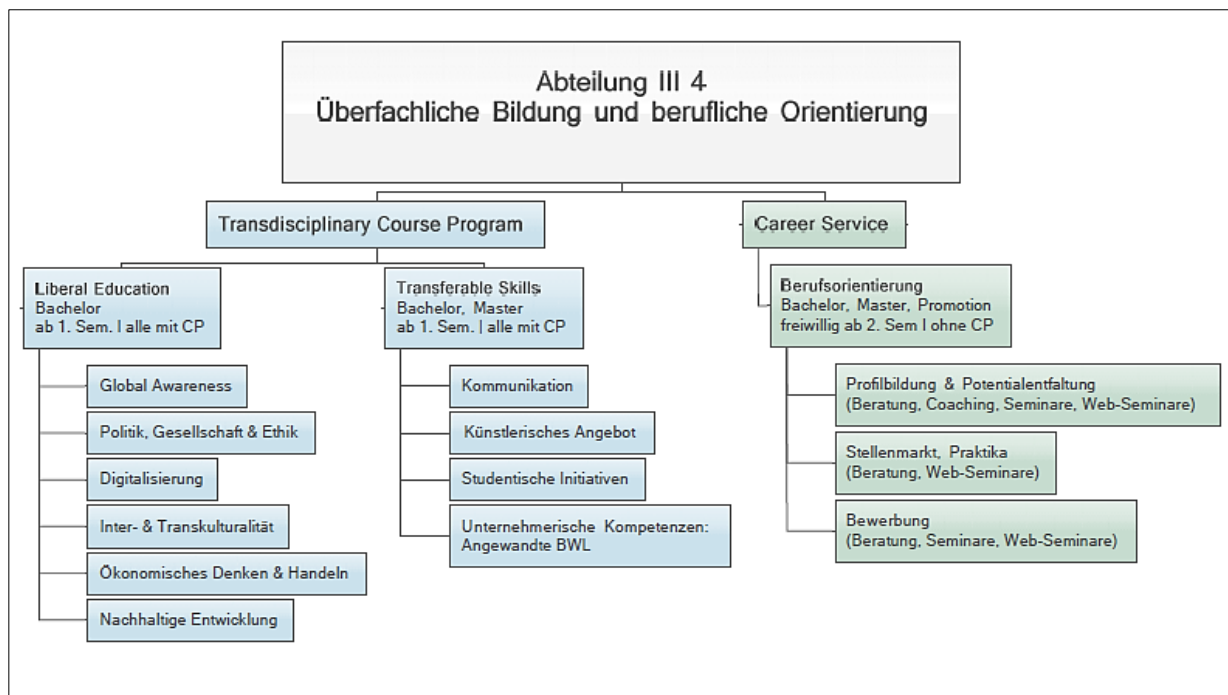 Abteilung III 4
Überfachliche Bildung und berufliche Orientierung
Transdisciplinary Course Program
Career Service
Liberal Education
Bachelor
ab 1. Sem. | alle mit CP
Transferable Skills
Bachelor, Master
ab 1. Sem. | alle mit CP
Berufsorientierung
Bachelor, Master, Promotion
freiwillig ab 2. Sem | ohne CP
Global Awareness
Politik, Gesellschaft & Ethik
Digitalisierung
Inter- & Transkulturalität
Ökonomisches Denken & Handeln
Nachhaltige Entwicklung
Kommunikation
Künstlerisches Angebot
Studentische Initiativen
Unternehmerische Kompetenzen:
Angewandte BWL
Profilbildung & Potentialentfaltung
(Beratung, Coaching, Seminare, Web-Seminare)
Stellenmarkt, Praktika
(Beratung, Web-Seminare)
Bewerbung
(Beratung, Seminare, Web-Seminare)